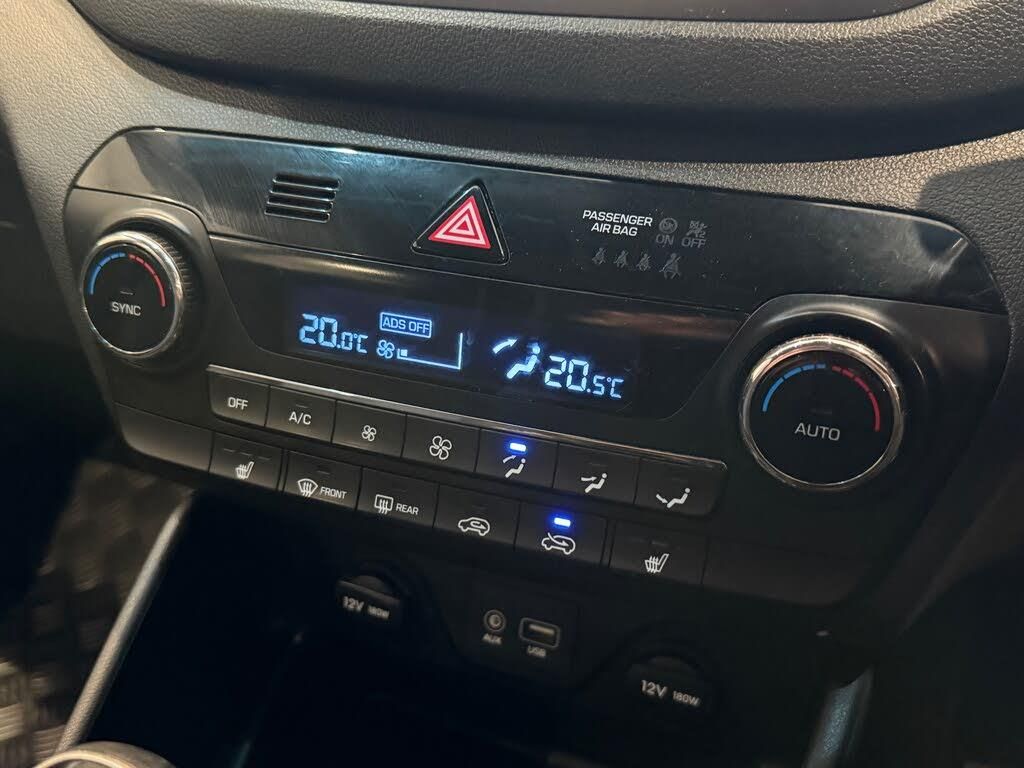 PASSENGER
AIR BAG
ON OFF
SYNC
20.0°C
ADS OFF
20.5°C
AUTO
OFF
A/C
FRONT
REAR
12V 180W
AUX
USB
12V 180W